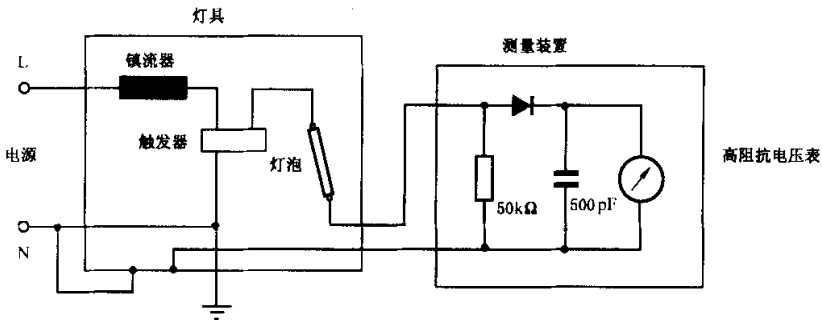 灯具
测量装置
L
镇流器
触发器
灯泡
电源
高阻抗电压表
50kΩ
500pF
N